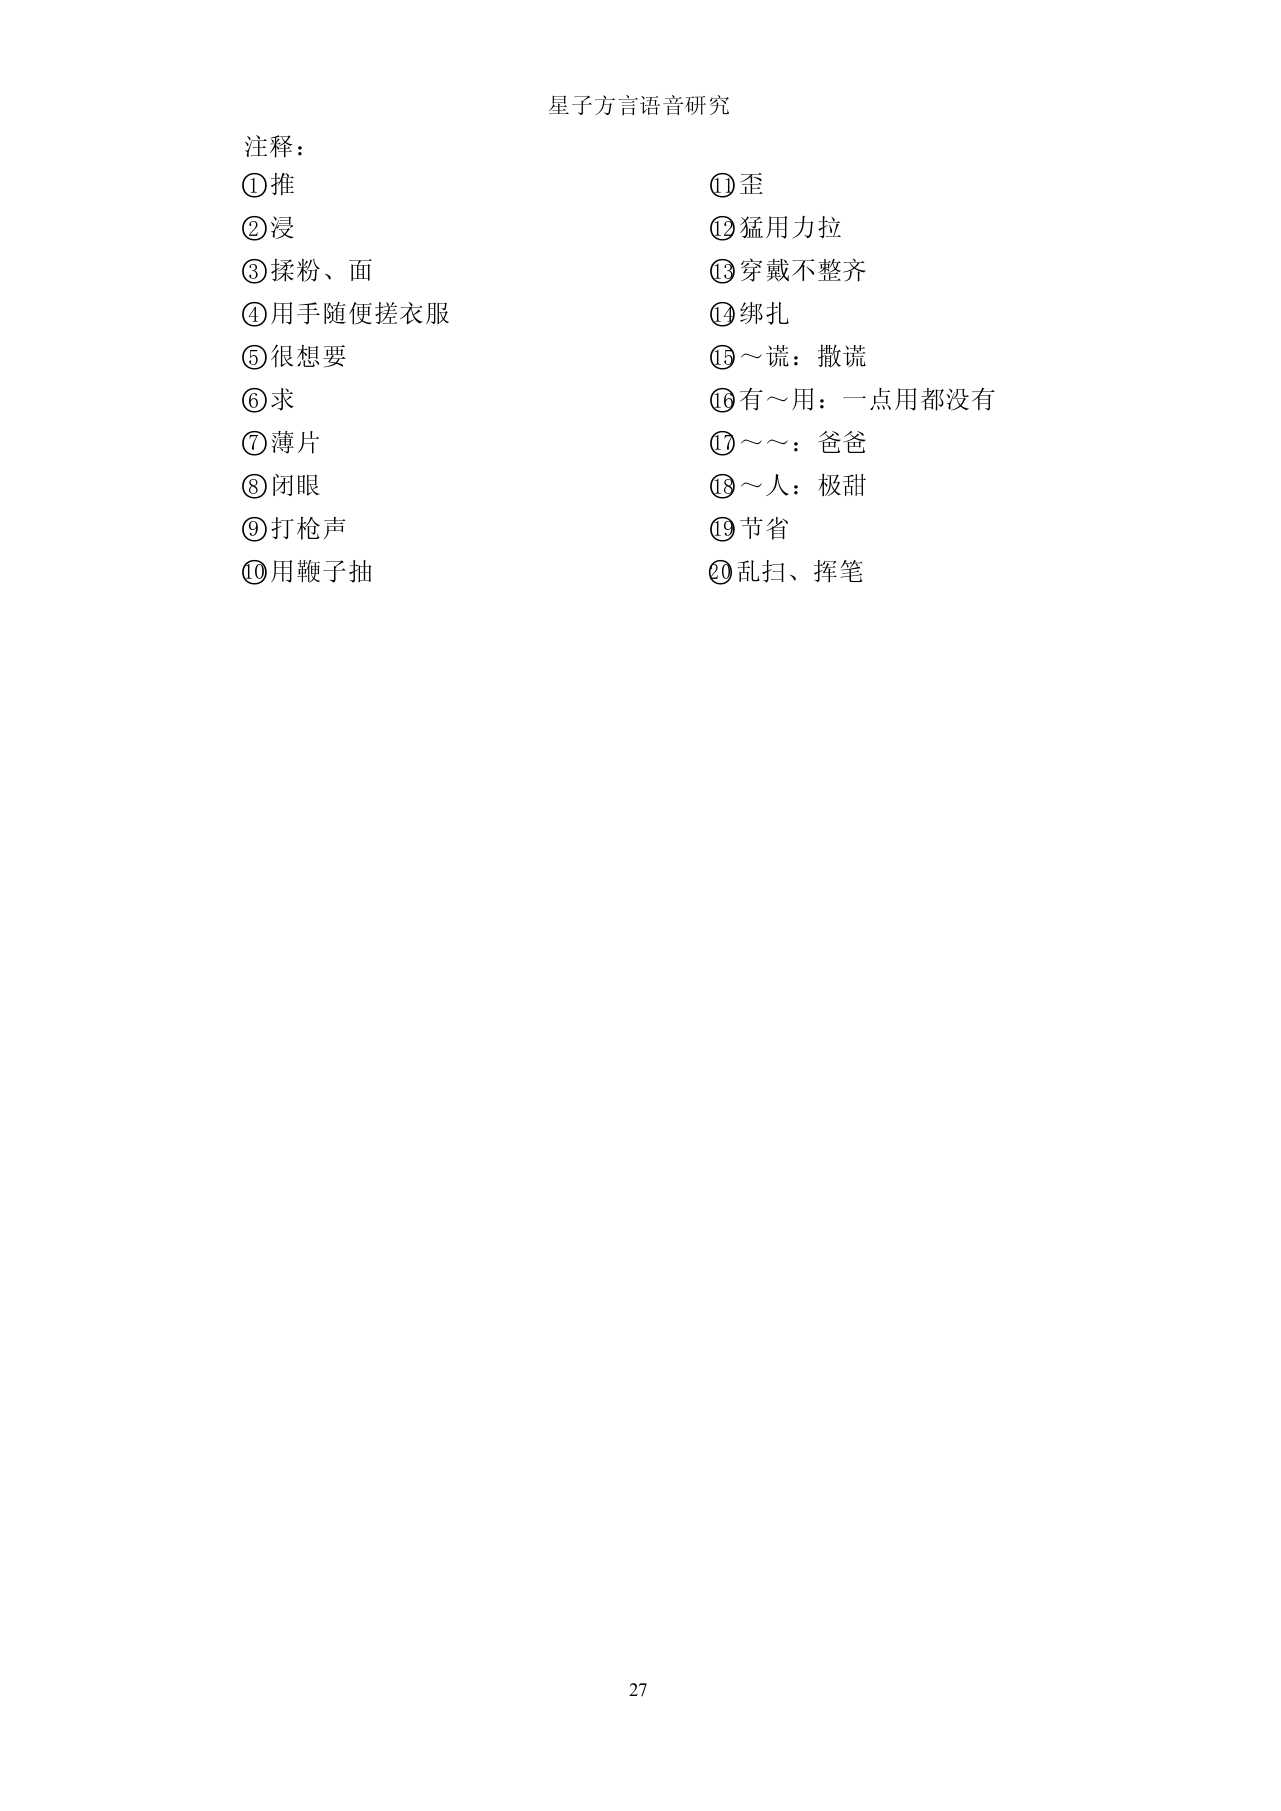 星子方言语音研究
注释：
①推
②浸
③揉粉、面
④用手随便搓衣服
⑤很想要
⑥求
⑦薄片
⑧闭眼
⑨打枪声
⑩用鞭子抽
⑪歪
⑫猛用力拉
⑬穿戴不整齐
⑭绑扎
⑮～谎：撒谎
⑯有～用：一点用都没有
⑰～～：爸爸
⑱～人：极甜
⑲节省
⑳乱扫、挥笔
27